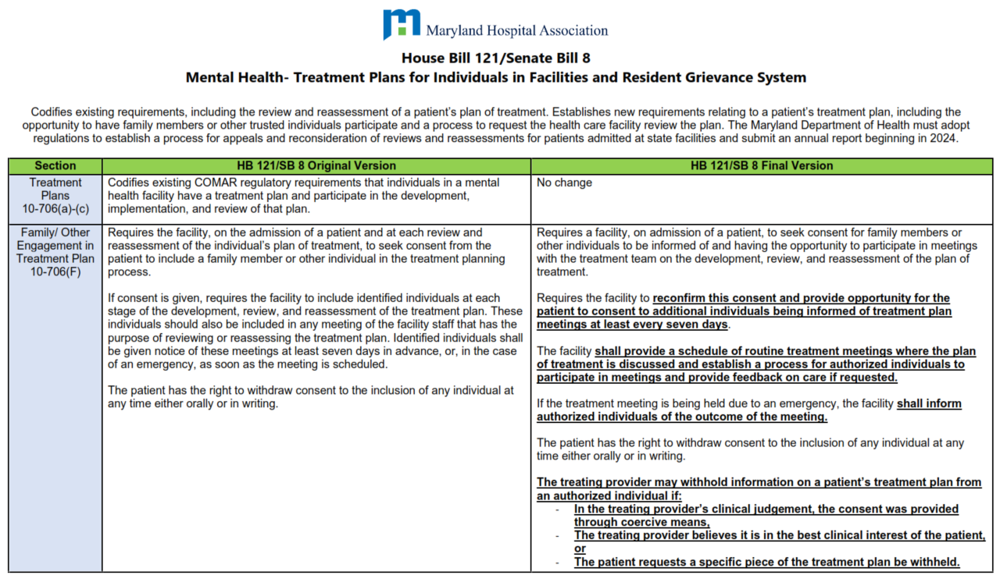 Maryland Hospital Association
House Bill 121/Senate Bill 8
Mental Health- Treatment Plans for Individuals in Facilities and Resident Grievance System
Codifies existing requirements, including the review and reassessment of a patient's plan of treatment. Establishes new requirements relating to a patient's treatment plan, including the
opportunity to have family members or other trusted individuals participate and a process to request the health care facility review the plan. The Maryland Department of Health must adopt
regulations to establish a process for appeals and reconsideration of reviews and reassessments for patients admitted at state facilities and submit an annual report beginning in 2024.
Section
HB 121/SB 8 Original Version
HB 121/SB 8 Final Version
Treatment
Plans
10-706(a)-(c)
Codifies existing COMAR regulatory requirements that individuals in a mental
health facility have a treatment plan and participate in the development,
implementation, and review of that plan.
No change
Family/ Other
Engagement in
Treatment Plan
10-706(F)
Requires the facility, on the admission of a patient and at each review and
reassessment of the individual's plan of treatment, to seek consent from the
patient to include a family member or other individual in the treatment planning
process.
If consent is given, requires the facility to include identified individuals at each
stage of the development, review, and reassessment of the treatment plan. These
individuals should also be included in any meeting of the facility staff that has the
purpose of reviewing or reassessing the treatment plan. Identified individuals shall
be given notice of these meetings at least seven days in advance, or, in the case
of an emergency, as soon as the meeting is scheduled.
The patient has the right to withdraw consent to the inclusion of any individual at
any time either orally or in writing.
Requires a facility, on admission of a patient, to seek consent for family members or
other individuals to be informed of and having the opportunity to participate in meetings
with the treatment team on the development, review, and reassessment of the plan of
treatment.
Requires the facility to reconfirm this consent and provide opportunity for the
patient to consent to additional individuals being informed of treatment plan
meetings at least every seven days.
The facility shall provide a schedule of routine treatment meetings where the plan
of treatment is discussed and establish a process for authorized individuals to
participate in meetings and provide feedback on care if requested.
If the treatment meeting is being held due to an emergency, the facility shall inform
authorized individuals of the outcome of the meeting.
The patient has the right to withdraw consent to the inclusion of any individual at any
time either orally or in writing.
The treating provider may withhold information on a patient's treatment plan from
an authorized individual if:
- In the treating provider's clinical judgement, the consent was provided
through coercive means,
- The treating provider believes it is in the best clinical interest of the patient,
or
- The patient requests a specific piece of the treatment plan be withheld.